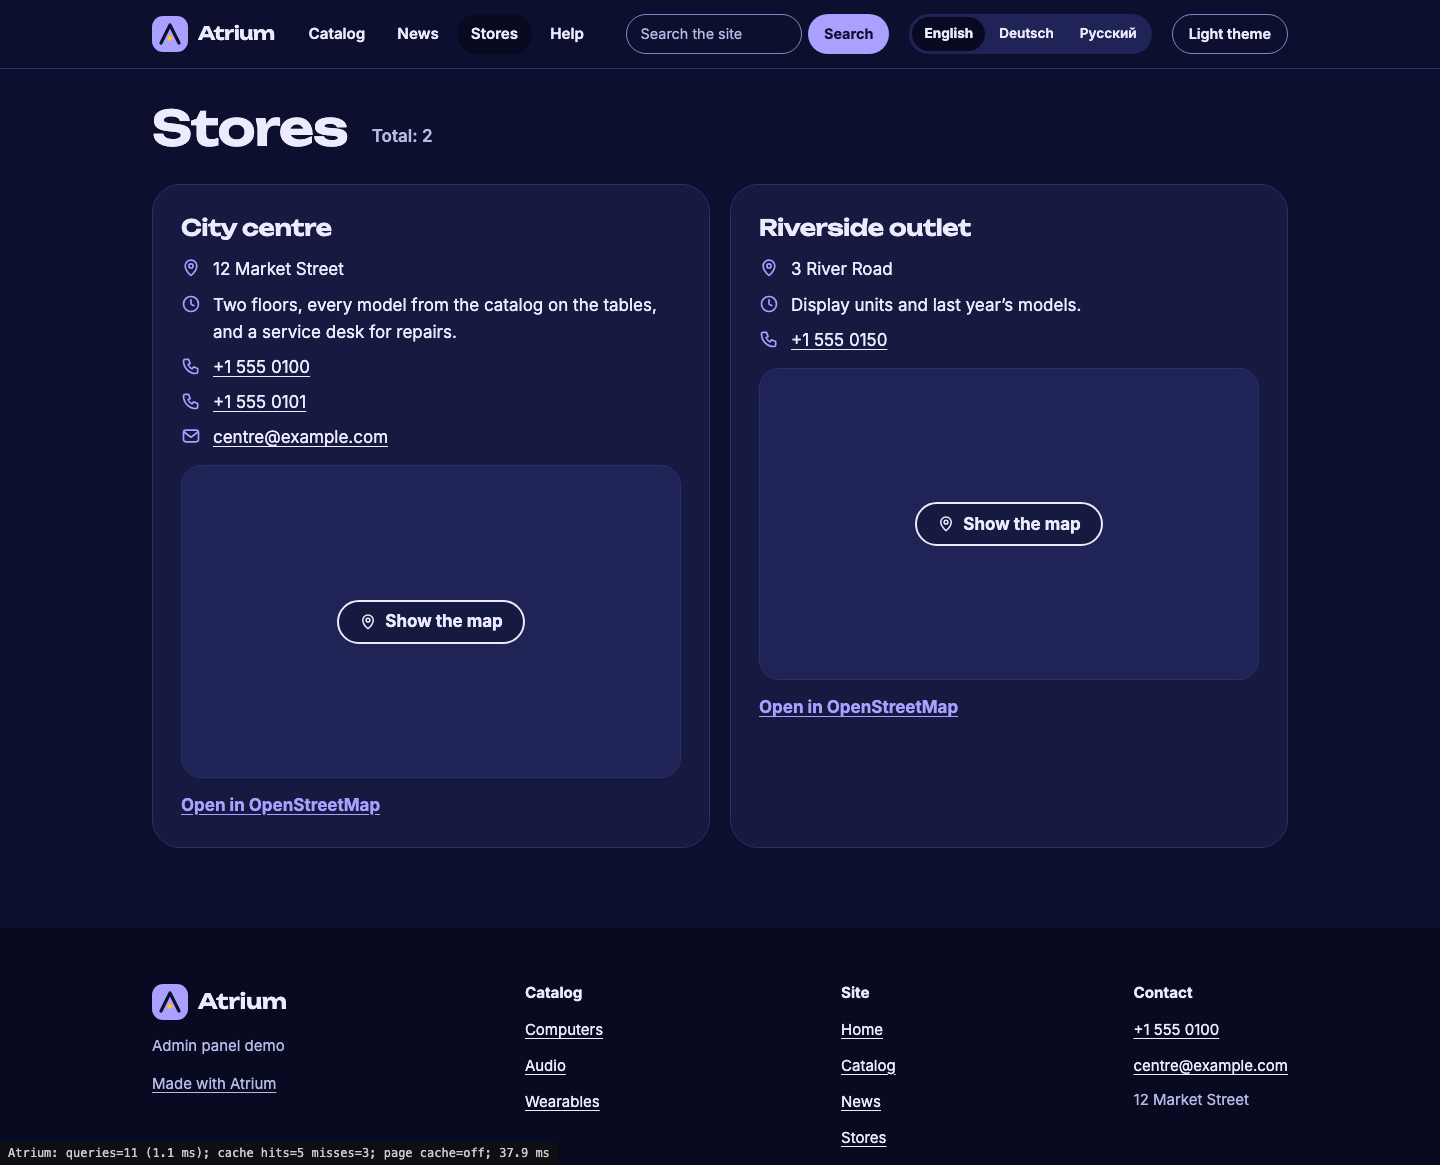 Atrium
Catalog
News
Stores
Help
Search the site
Search
English
Deutsch
Русский
Light theme
Stores
Total: 2
City centre
12 Market Street
Two floors, every model from the catalog on the tables,
and a service desk for repairs.
+1 555 0100
+1 555 0101
centre@example.com
Show the map
Open in OpenStreetMap
Riverside outlet
3 River Road
Display units and last year’s models.
+1 555 0150
Show the map
Open in OpenStreetMap
Atrium
Admin panel demo
Made with Atrium
Catalog
Computers
Audio
Wearables
Site
Home
Catalog
News
Stores
Contact
+1 555 0100
centre@example.com
12 Market Street
Atrium: queries=11 (1.1 ms); cache hits=5 misses=3; page cache=off; 37.9 ms